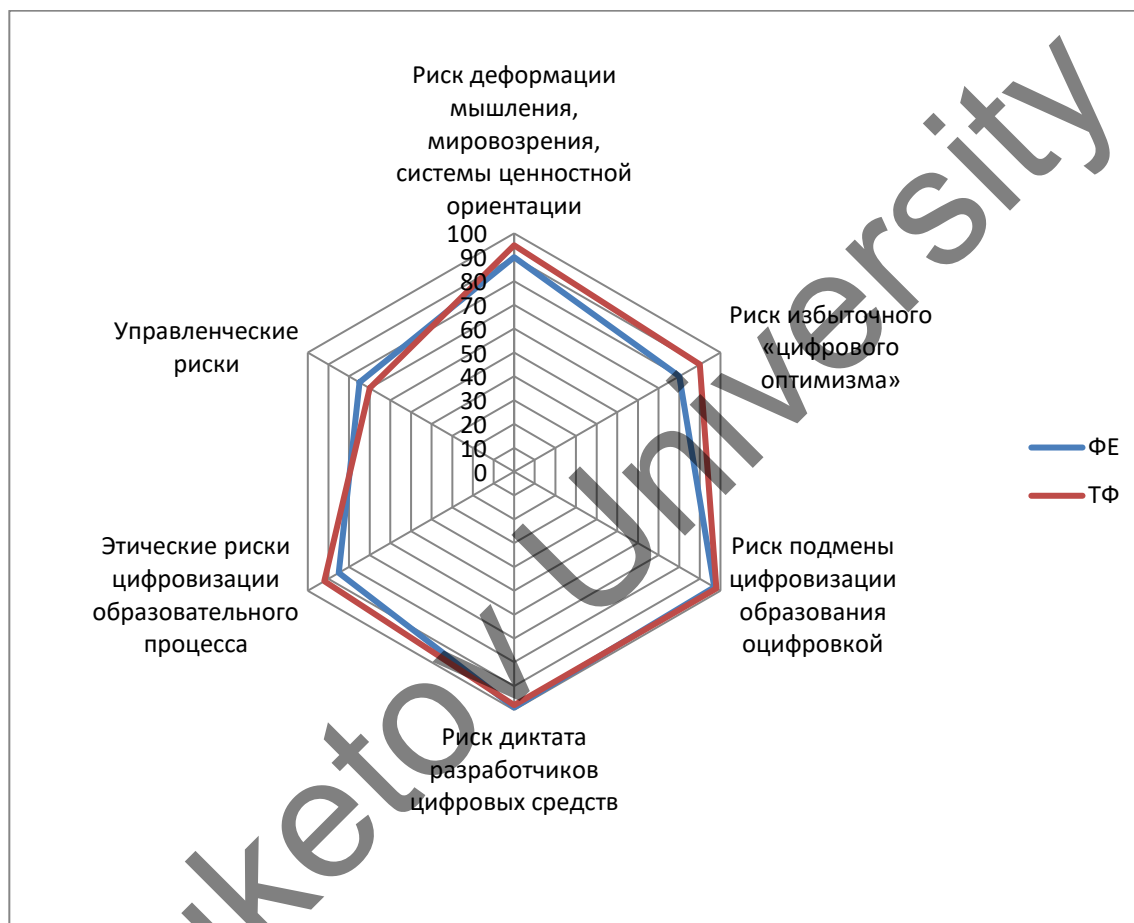 Риск деформации
мышления,
мировозрения,
системы ценностной
ориентации
100
90
80
70
60
50
40
30
20
10
0
Риск избыточного
«цифрового
оптимизма»
Риск подмены
цифровизации
образования
оцифровкой
Риск диктата
разработчиков
цифровых средств
Этические риски
цифровизации
образовательного
процесса
Управленческие
риски
ФЕ
ТФ
uketov University